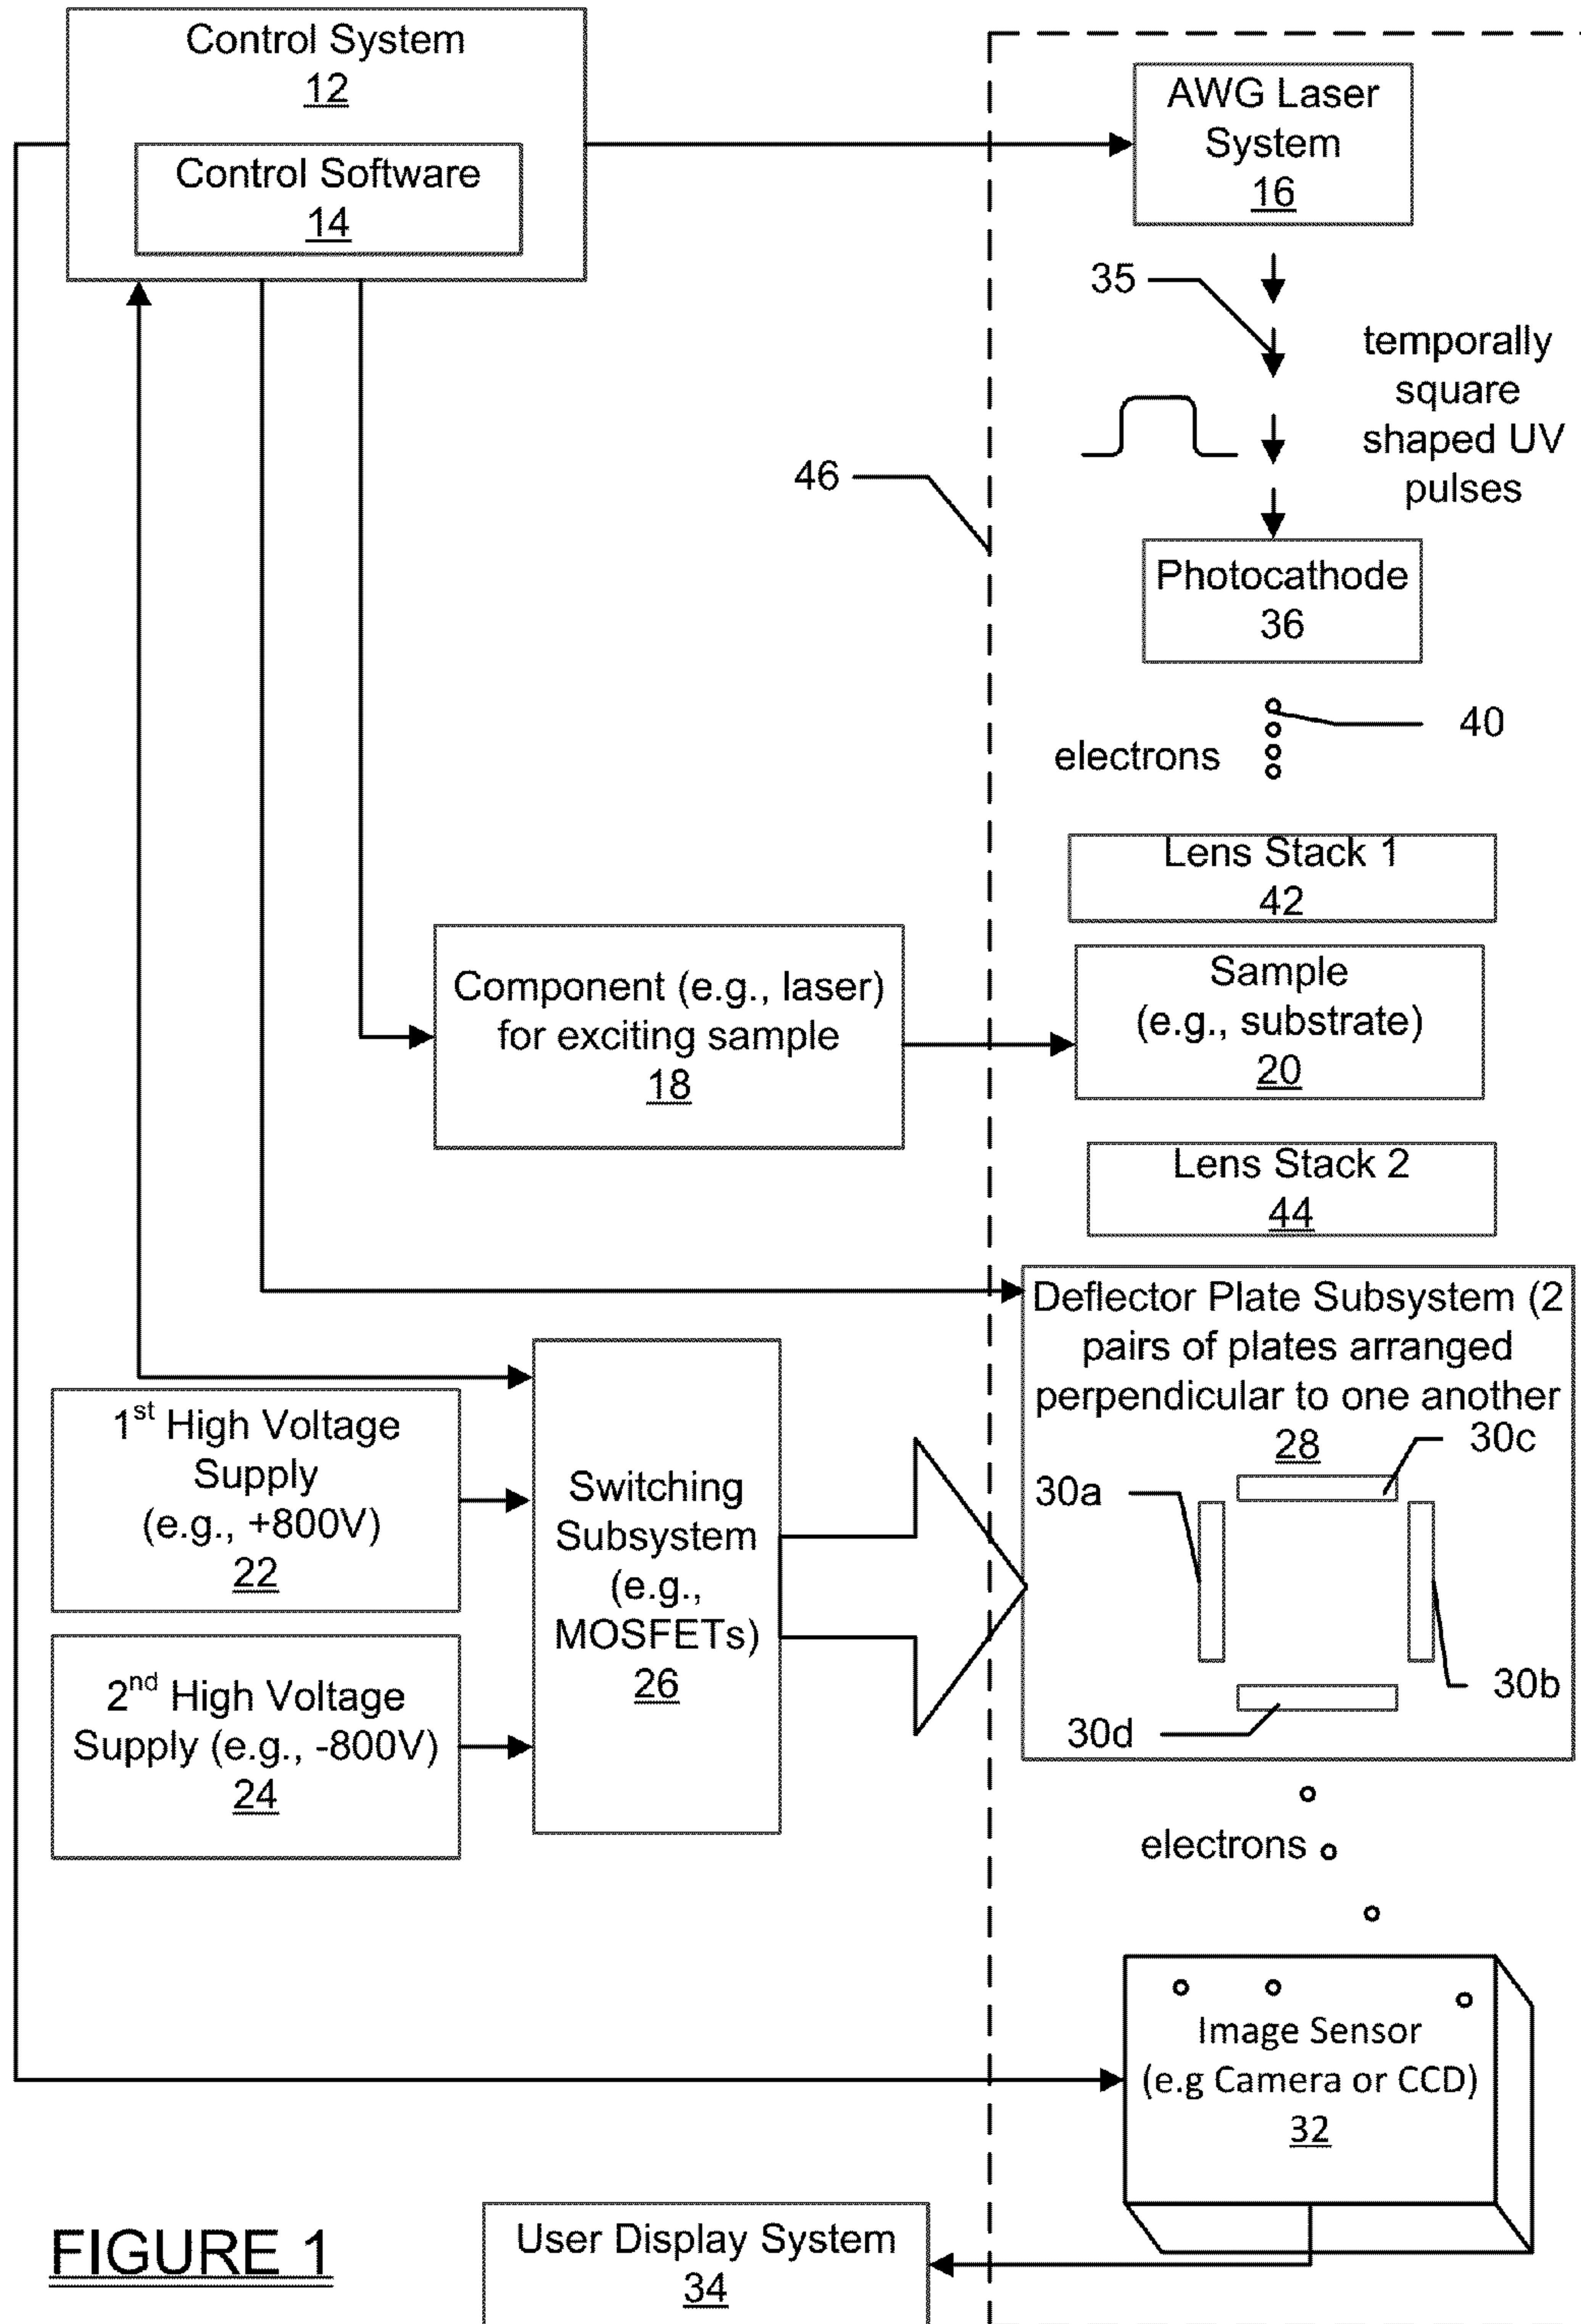 Control System
12
Control Software
14
AWG Laser
System
16
35
temporally
square
shaped UV
pulses
46
Photocathode
36
40
electrons
Lens Stack 1
42
Component (e.g., laser)
for exciting sample
18
Sample
(e.g., substrate)
20
Lens Stack 2
44
Deflector Plate Subsystem (2
pairs of plates arranged
perpendicular to one another
28
30c
30a
30b
30d
1st High Voltage
Supply
(e.g., +800V)
22
Switching
Subsystem
(e.g.,
MOSFETs)
26
2nd High Voltage
Supply (e.g., -800V)
24
electrons
Image Sensor
(e.g Camera or CCD)
32
User Display System
34
FIGURE 1